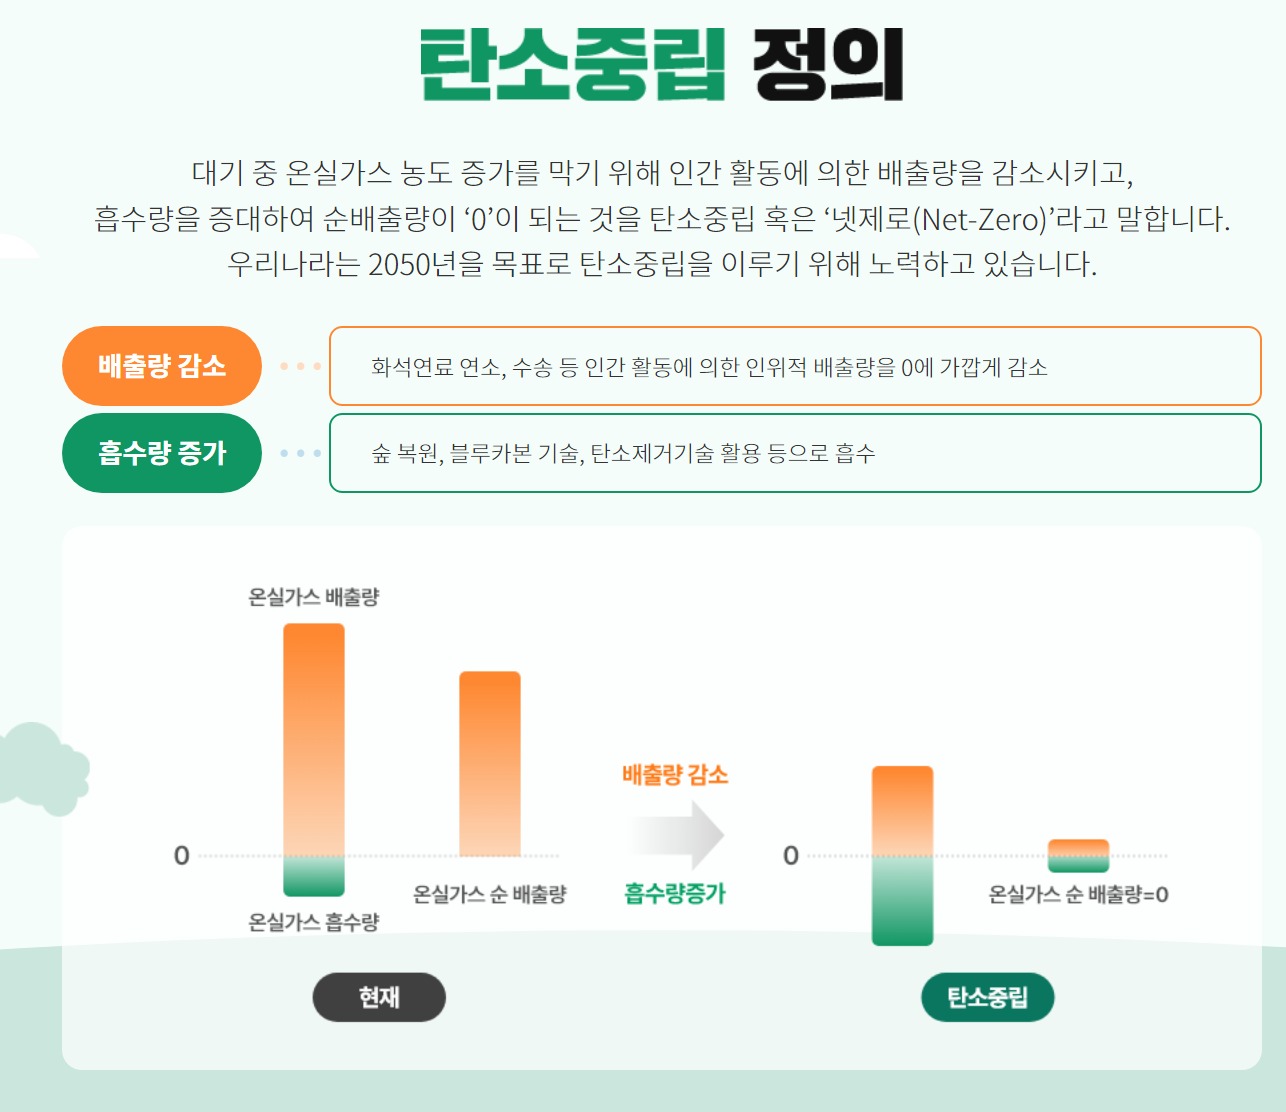 탄소중립 정의
대기 중 온실가스 농도 증가를 막기 위해 인간 활동에 의한 배출량을 감소시키고,
흡수량을 증대하여 순배출량이 ‘0’이 되는 것을 탄소중립 혹은 ‘넷제로(Net-Zero)’라고 말합니다.
우리나라는 2050년을 목표로 탄소중립을 이루기 위해 노력하고 있습니다.
배출량 감소
화석연료 연소, 수송 등 인간 활동에 의한 인위적 배출량을 0에 가깝게 감소
흡수량 증가
숲 복원, 블루카본 기술, 탄소제거기술 활용 등으로 흡수
온실가스 배출량
0
온실가스 순 배출량
온실가스 흡수량
현재
배출량 감소
흡수량증가
0
온실가스 순 배출량=0
탄소중립